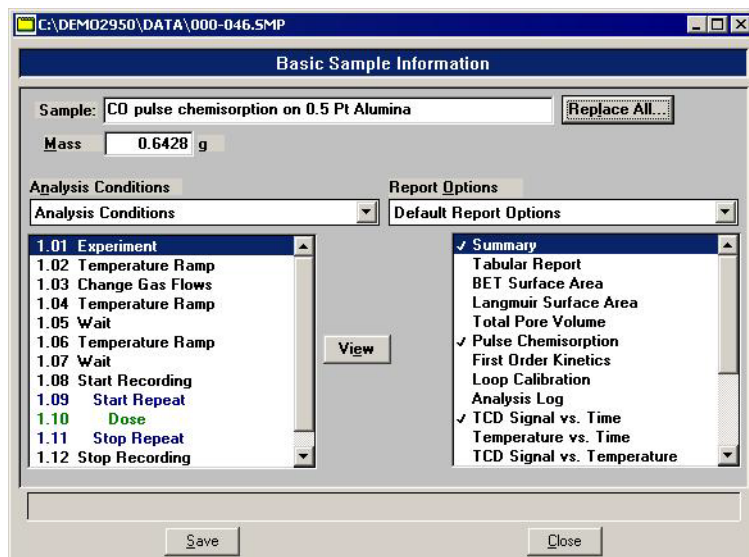 C:\DEMO2950\DATA\000-046.SMP
Basic Sample Information
Sample: CO pulse chemisorption on 0.5 Pt Alumina Replace All...
Mass 0.6428 g
Analysis Conditions Report Options
Analysis Conditions Default Report Options
1.01 Experiment
1.02 Temperature Ramp
1.03 Change Gas Flows
1.04 Temperature Ramp
1.05 Wait
1.06 Temperature Ramp
1.07 Wait
1.08 Start Recording
1.09 Start Repeat
1.10 Dose
1.11 Stop Repeat
1.12 Stop Recording
View
✓ Summary
Tabular Report
BET Surface Area
Langmuir Surface Area
Total Pore Volume
✓ Pulse Chemisorption
First Order Kinetics
Loop Calibration
Analysis Log
✓ TCD Signal vs. Time
Temperature vs. Time
TCD Signal vs. Temperature
Save Close